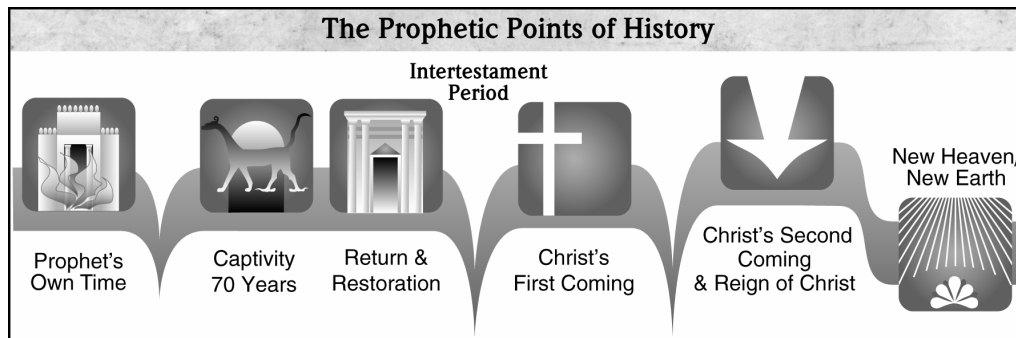 The Prophetic Points of History
Intertestament
Period
Prophet's
Own Time
Captivity
70 Years
Return &
Restoration
Christ's
First Coming
Christ's Second
Coming
& Reign of Christ
New Heaven,
New Earth